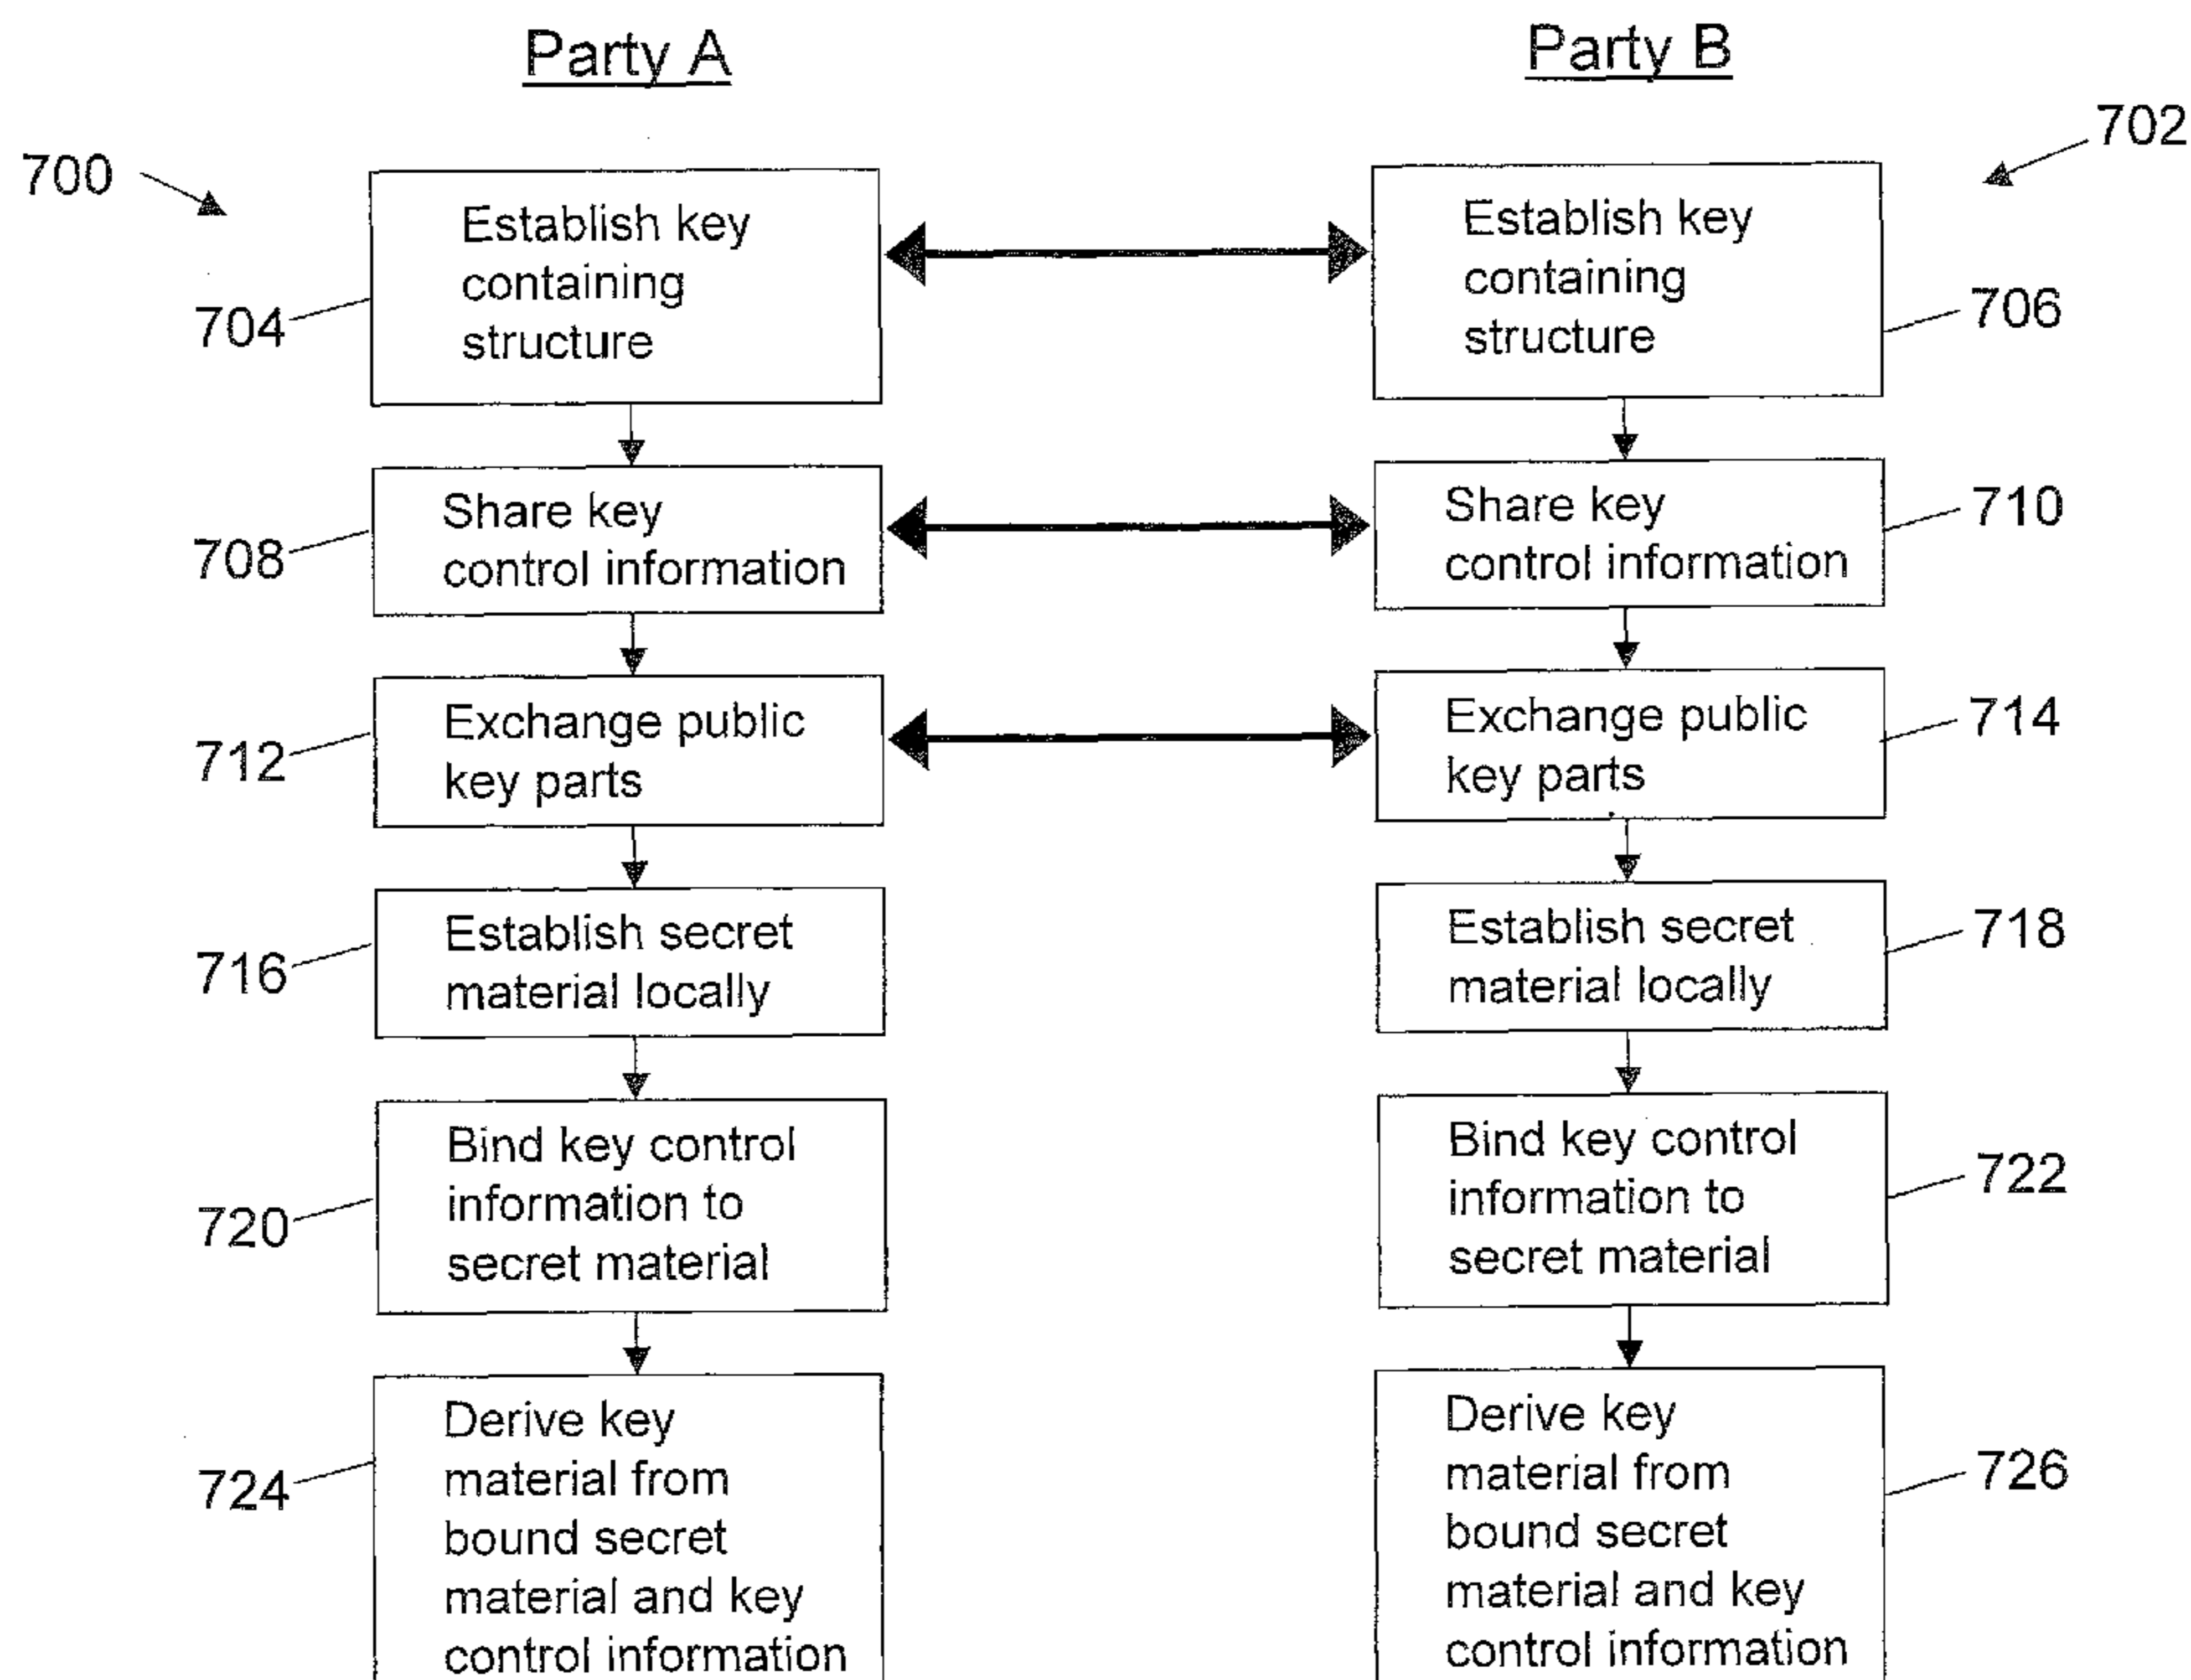 Party A
Party B
700
702
Establish key
containing
structure
704
Establish key
containing
structure
706
Share key
control information
708
Share key
control information
710
Exchange public
key parts
712
Exchange public
key parts
714
Establish secret
material locally
716
Establish secret
material locally
718
Bind key control
information to
secret material
720
Bind key control
information to
secret material
722
Derive key
material from
bound secret
material and key
control information
724
Derive key
material from
bound secret
material and key
control information
726